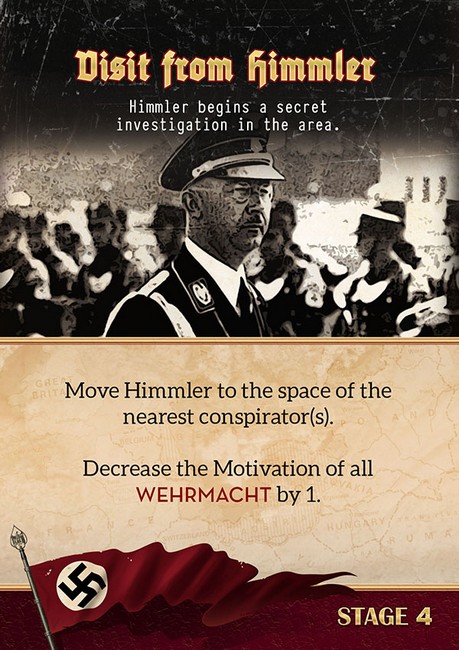 Visit from Himmler
Himmler begins a secret
investigation in the area.
Move Himmler to the space of the
nearest conspirator(s).
Decrease the Motivation of all
WEHRMACHT by 1.
STAGE 4